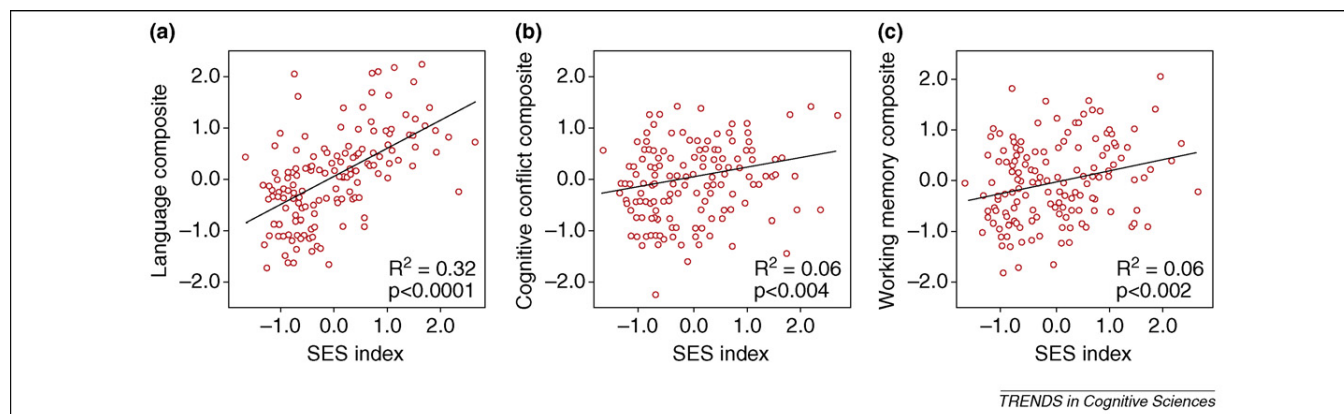 (a)
Language composite
2.0
1.0
0.0
−1.0
−2.0
R² = 0.32
p<0.0001
−1.0 0.0 1.0 2.0
SES index
(b)
Cognitive conflict composite
2.0
1.0
0.0
−1.0
−2.0
R² = 0.06
p<0.004
−1.0 0.0 1.0 2.0
SES index
(c)
Working memory composite
2.0
1.0
0.0
−1.0
−2.0
R² = 0.06
p<0.002
−1.0 0.0 1.0 2.0
SES index
TRENDS in Cognitive Sciences